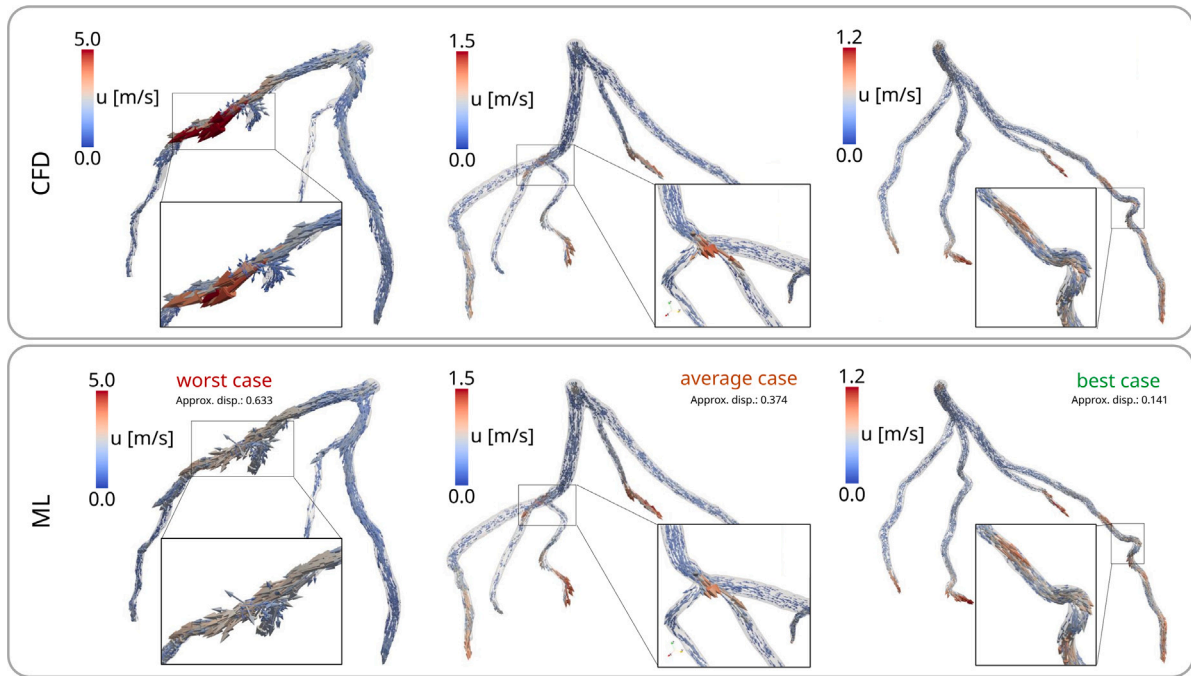 CFD
5.0
u [m/s]
0.0
1.5
u [m/s]
0.0
1.2
u [m/s]
0.0
ML
5.0
u [m/s]
0.0
worst case
Approx. disp.: 0.633
1.5
u [m/s]
0.0
average case
Approx. disp.: 0.374
1.2
u [m/s]
0.0
best case
Approx. disp.: 0.141